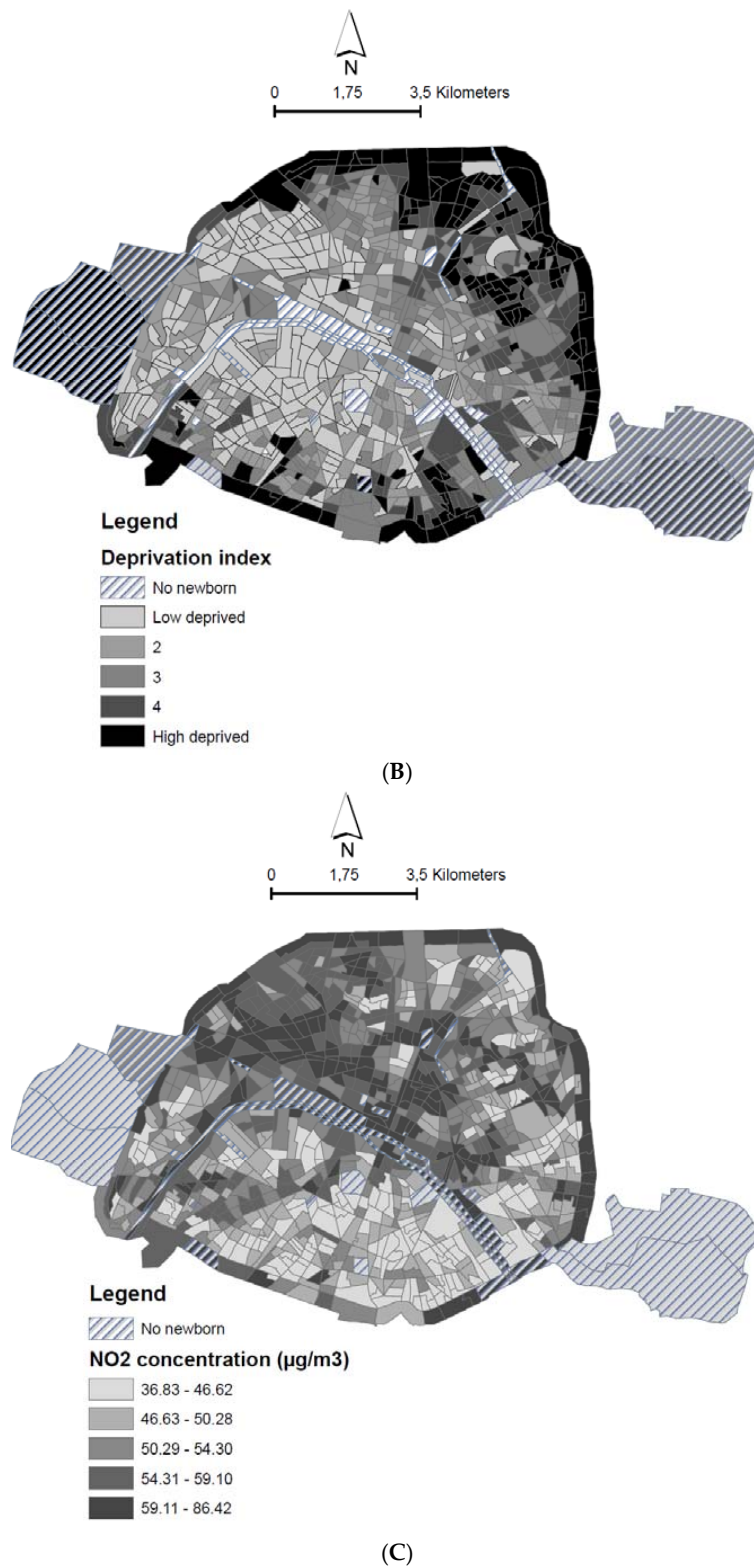 N
0 1,75 3,5 Kilometers
Legend
Deprivation index
No newborn
Low deprived
2
3
4
High deprived
(B)
N
0 1,75 3,5 Kilometers
Legend
No newborn
NO2 concentration (µg/m3)
36.83 - 46.62
46.63 - 50.28
50.29 - 54.30
54.31 - 59.10
59.11 - 86.42
(C)